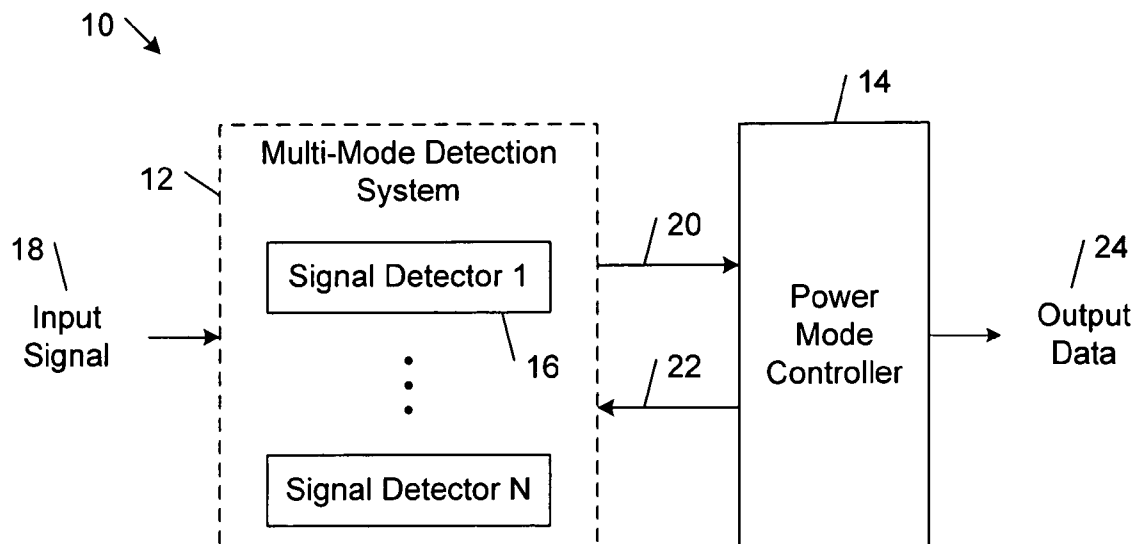 10
14
12
Multi-Mode Detection
System
20
18
Signal Detector 1
24
Input
Signal
Power
Mode
Controller
Output
Data
16
22
Signal Detector N